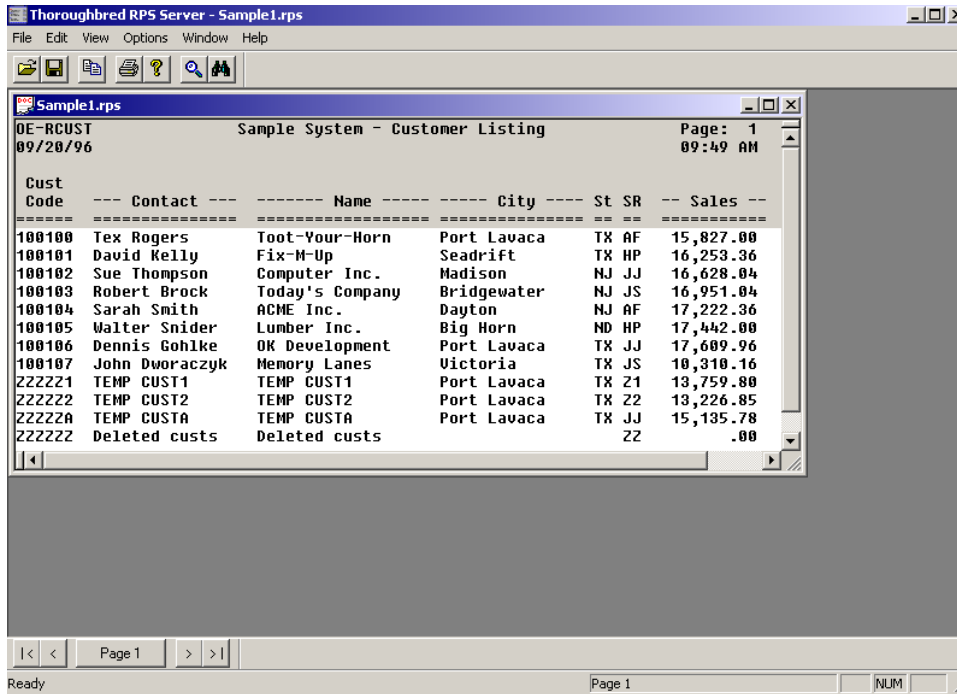 Thoroughbred RPS Server - Sample1.rps
File Edit View Options Window Help
Sample1.rps
OE-RCUST Sample System - Customer Listing Page: 1
09/20/96 09:49 AM
Cust
Code --- Contact --- ------- Name ----- ----- City ---- St SR -- Sales --
====== =============== ================== =============== == == ===========
100100 Tex Rogers Toot-Your-Horn Port Lavaca TX AF 15,827.00
100101 David Kelly Fix-M-Up Seadrift TX HP 16,253.36
100102 Sue Thompson Computer Inc. Madison NJ JJ 16,628.04
100103 Robert Brock Today's Company Bridgewater NJ JS 16,951.04
100104 Sarah Smith ACME Inc. Dayton NJ AF 17,222.36
100105 Walter Snider Lumber Inc. Big Horn ND HP 17,442.00
100106 Dennis Gohlke OK Development Port Lavaca TX JJ 17,609.96
100107 John Dworaczyk Memory Lanes Victoria TX JS 10,310.16
ZZZZZ1 TEMP CUST1 TEMP CUST1 Port Lavaca TX Z1 13,759.80
ZZZZZ2 TEMP CUST2 TEMP CUST2 Port Lavaca TX Z2 13,226.85
ZZZZZA TEMP CUSTA TEMP CUSTA Port Lavaca TX JJ 15,135.78
ZZZZZZ Deleted custs Deleted custs ZZ .00
|< < Page 1 > >|
Ready Page 1 NUM